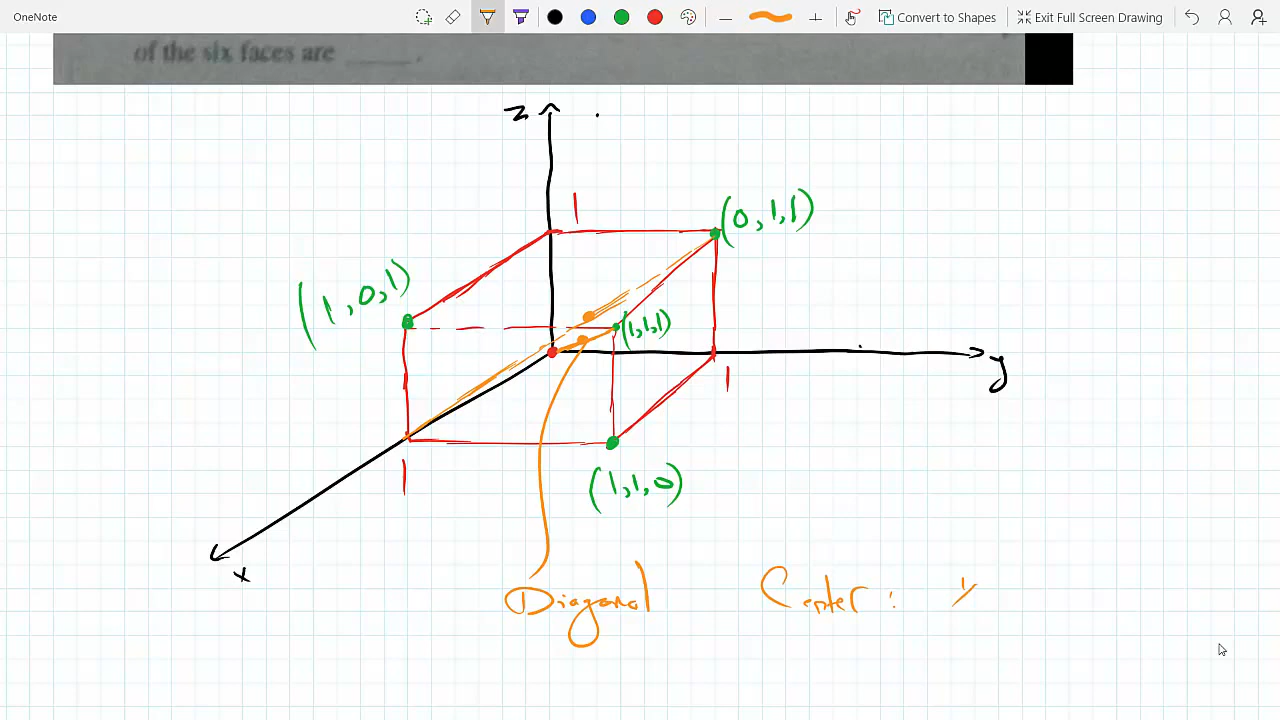 OneNote
Convert to Shapes
Exit Full Screen Drawing
of the six faces are ______.
z
1
(0,1,1)
(1,0,1)
(1,1,1)
y
1
1
(1,1,0)
x
Diagonal
Center :